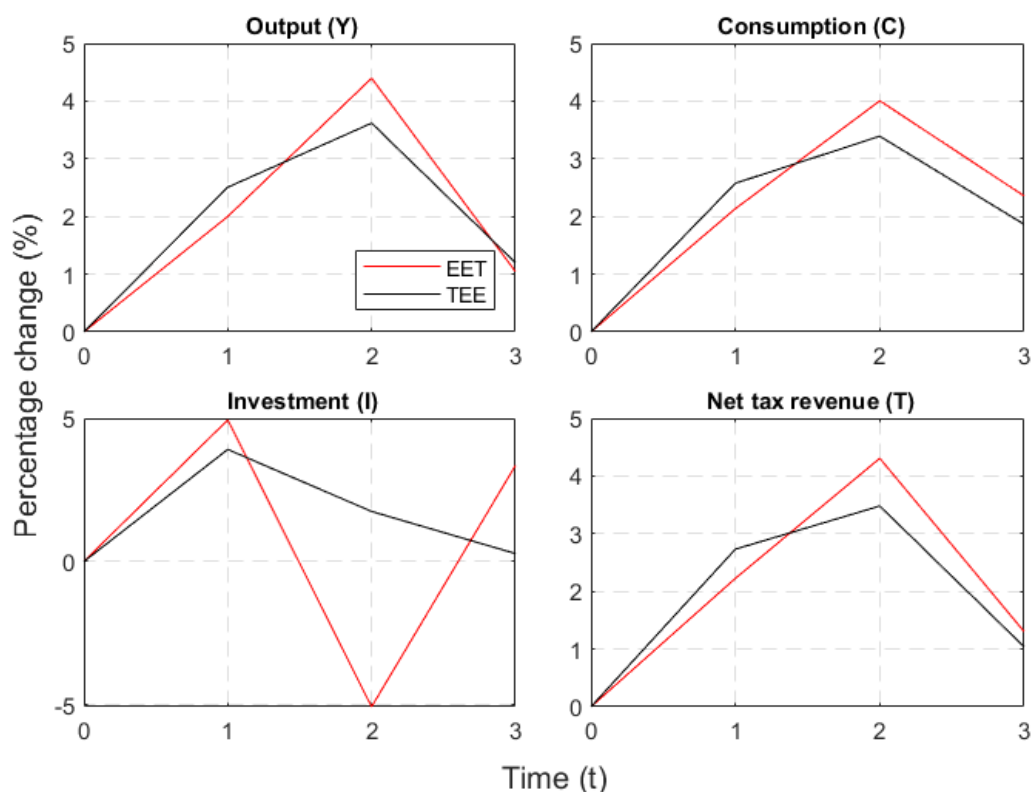 Output (Y)
5
4
3
2
1
0
0 1 2 3
EET
TEE
Consumption (C)
5
4
3
2
1
0
0 1 2 3
Percentage change (%)
Investment (I)
5
0
-5
0 1 2 3
Net tax revenue (T)
5
4
3
2
1
0
0 1 2 3
Time (t)